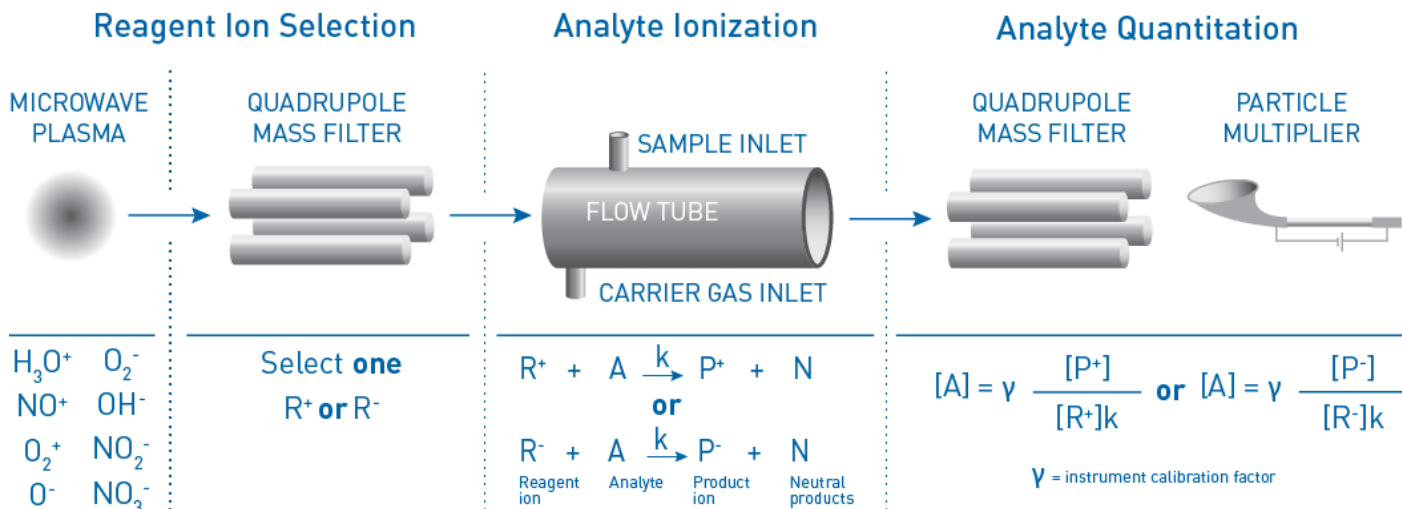 Reagent Ion Selection
Analyte Ionization
Analyte Quantitation
MICROWAVE
PLASMA
QUADRUPOLE
MASS FILTER
SAMPLE INLET
FLOW TUBE
CARRIER GAS INLET
QUADRUPOLE
MASS FILTER
PARTICLE
MULTIPLIER
H₃O⁺ O₂⁻
NO⁺ OH⁻
O₂⁺ NO₂⁻
O⁻ NO₃⁻
Select one
R⁺ or R⁻
R⁺ + A k→ P⁺ + N
or
R⁻ + A k→ P⁻ + N
Reagent ion Analyte Product ion Neutral products
[A] = γ [P⁺] / [R⁺]k or [A] = γ [P⁻] / [R⁻]k
γ = instrument calibration factor